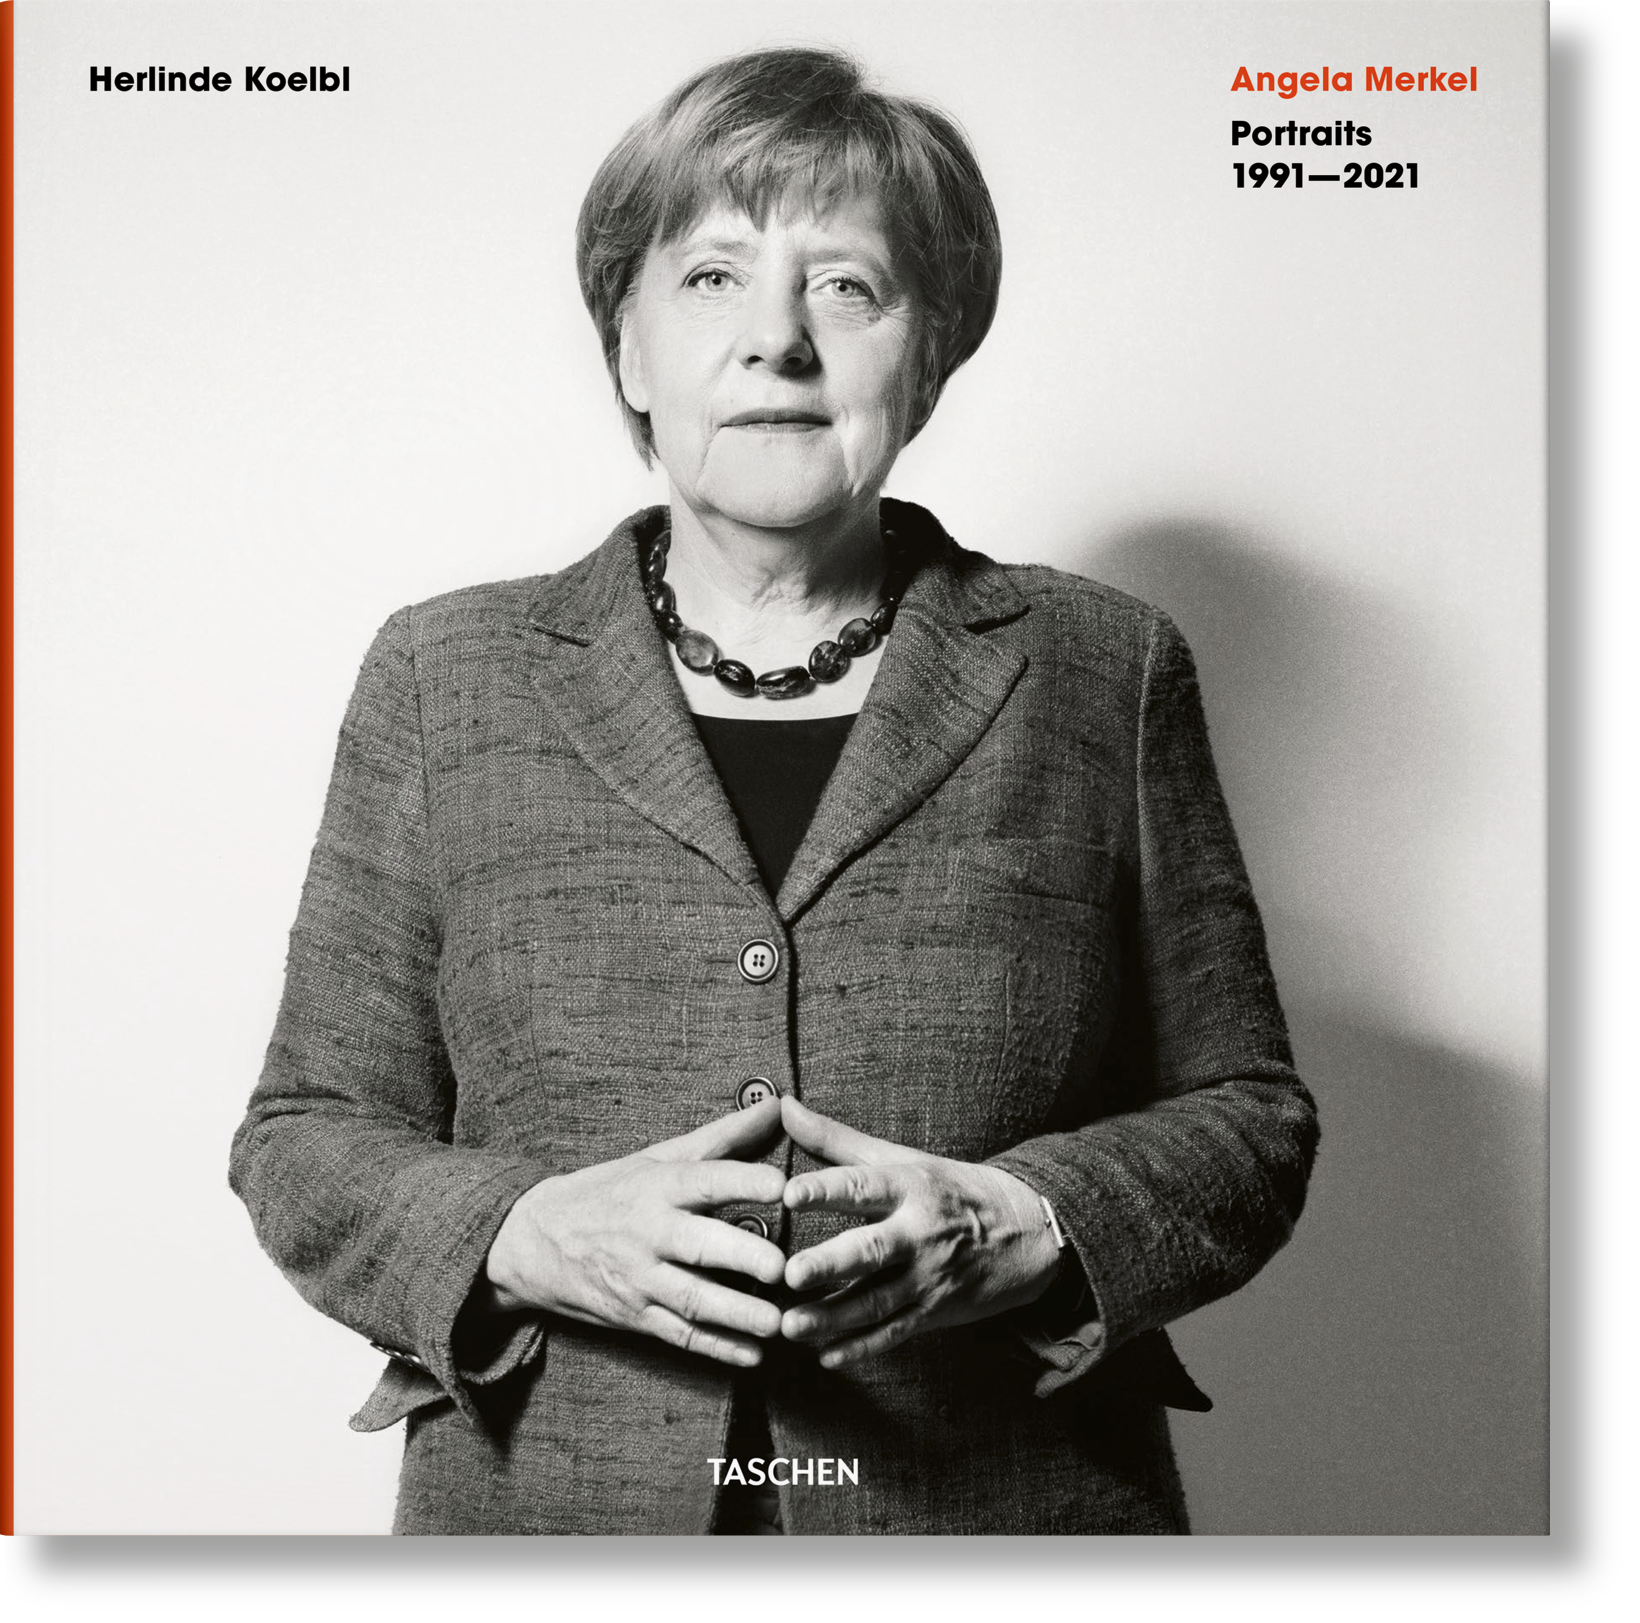 Herlinde Koelbl
Angela Merkel
Portraits
1991—2021
TASCHEN